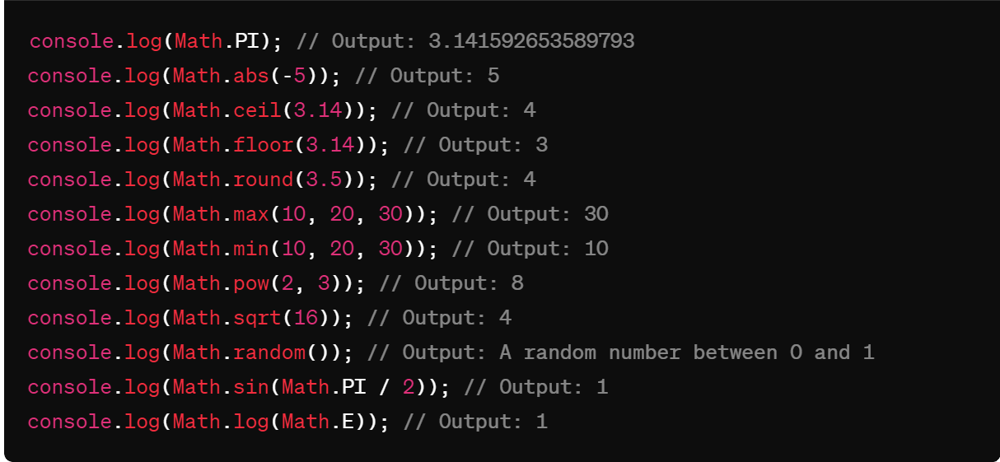 console.log(Math.PI); // Output: 3.141592653589793
console.log(Math.abs(-5)); // Output: 5
console.log(Math.ceil(3.14)); // Output: 4
console.log(Math.floor(3.14)); // Output: 3
console.log(Math.round(3.5)); // Output: 4
console.log(Math.max(10, 20, 30)); // Output: 30
console.log(Math.min(10, 20, 30)); // Output: 10
console.log(Math.pow(2, 3)); // Output: 8
console.log(Math.sqrt(16)); // Output: 4
console.log(Math.random()); // Output: A random number between 0 and 1
console.log(Math.sin(Math.PI / 2)); // Output: 1
console.log(Math.log(Math.E)); // Output: 1